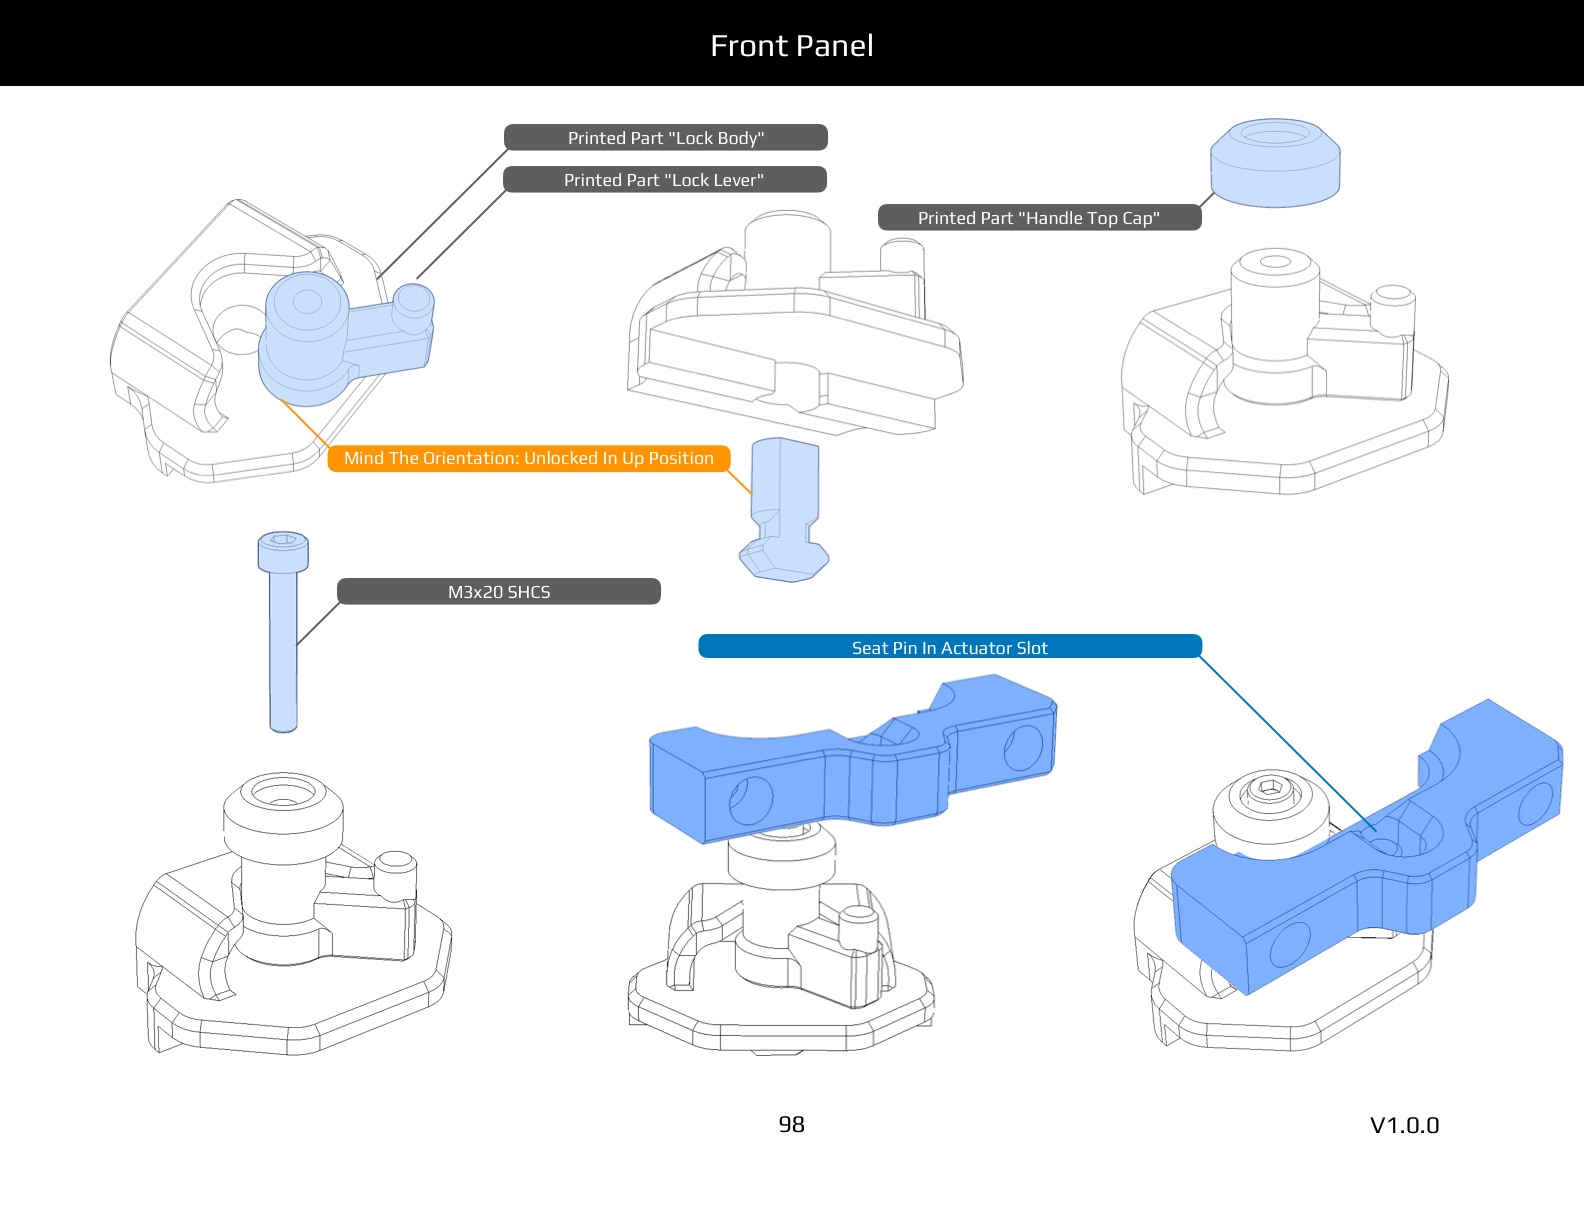 Front Panel
Printed Part "Lock Body"
Printed Part "Lock Lever"
Printed Part "Handle Top Cap"
Mind The Orientation: Unlocked In Up Position
M3x20 SHCS
Seat Pin In Actuator Slot
98
V1.0.0